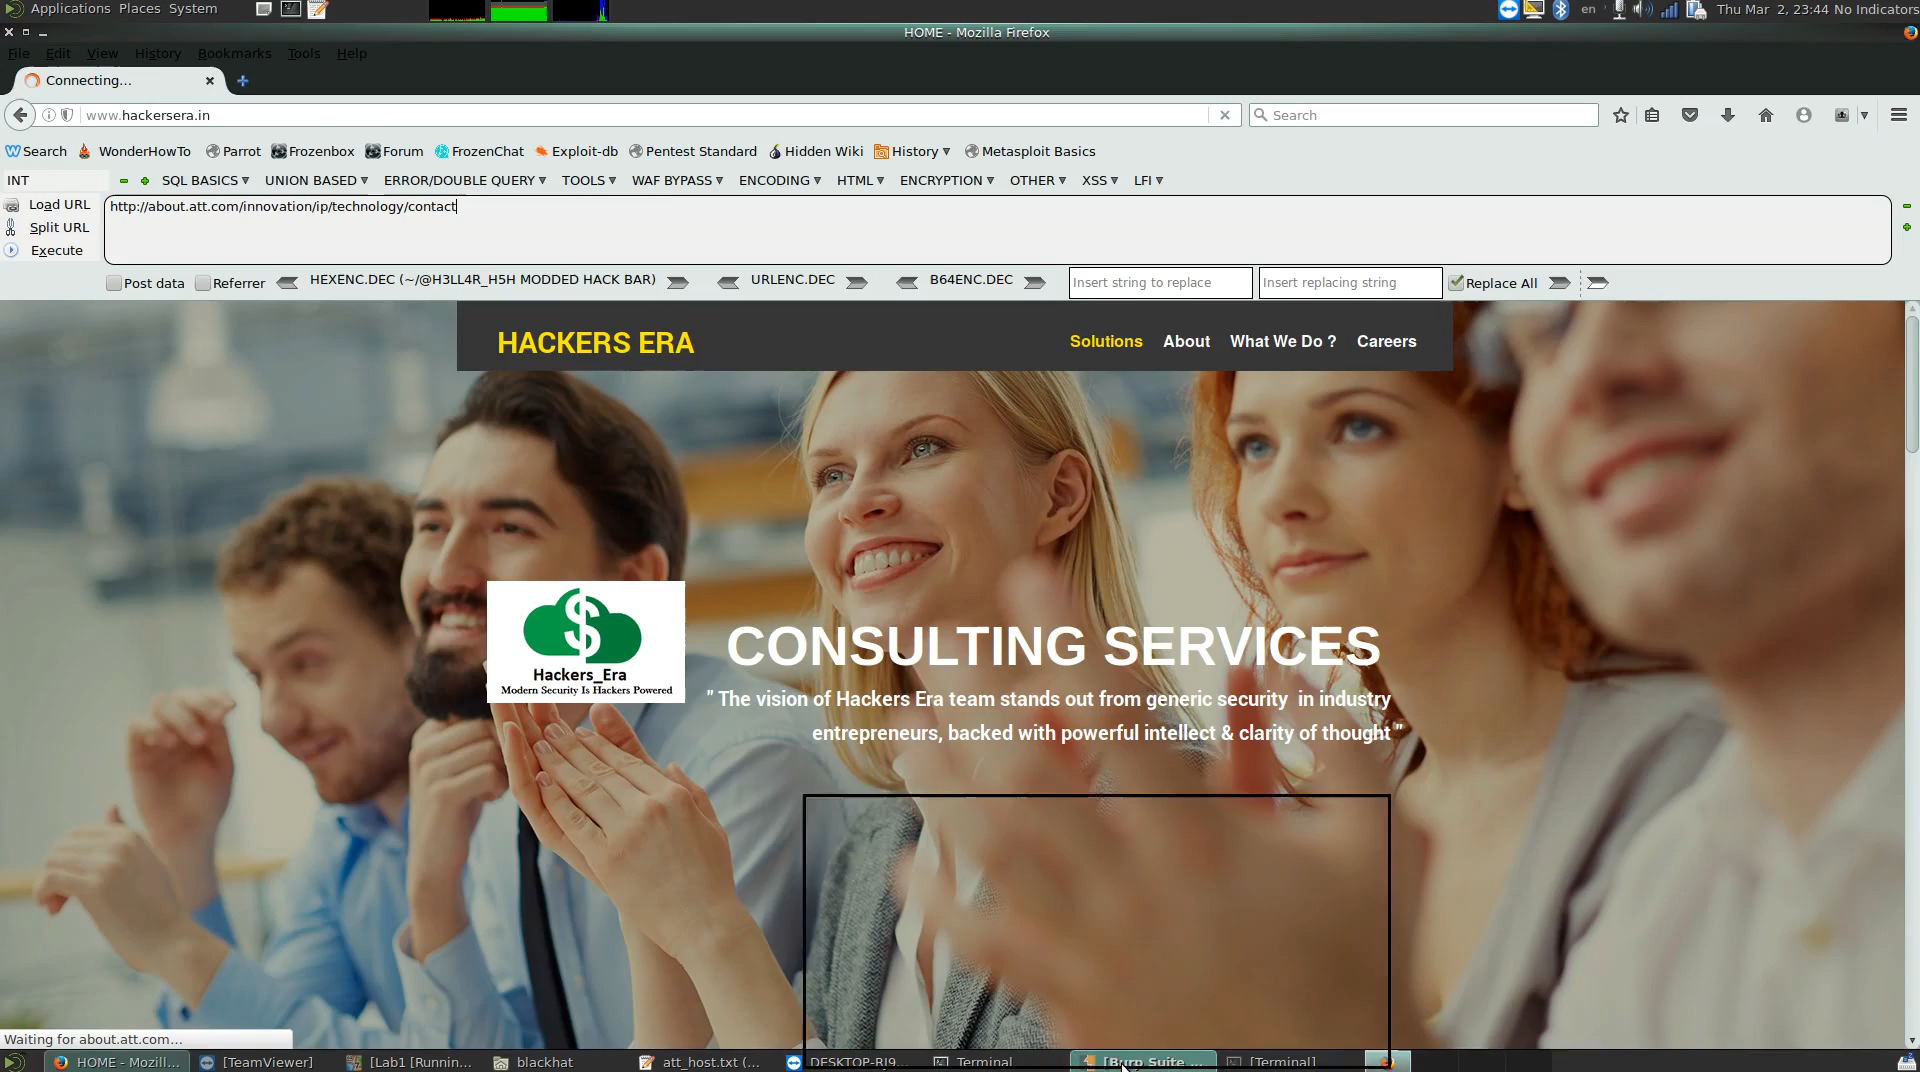 Applications Places System
en
Thu Mar 2, 23:44 No Indicators
HOME - Mozilla Firefox
File Edit View History Bookmarks Tools Help
Connecting...
www.hackersera.in
Search
Search WonderHowTo Parrot Frozenbox Forum FrozenChat Exploit-db Pentest Standard Hidden Wiki History Metasploit Basics
INT SQL BASICS UNION BASED ERROR/DOUBLE QUERY TOOLS WAF BYPASS ENCODING HTML ENCRYPTION OTHER XSS LFI
Load URL
http://about.att.com/innovation/ip/technology/contact
Split URL
Execute
Post data Referrer HEXENC.DEC (~/@H3LL4R_H5H MODDED HACK BAR) URLENC.DEC B64ENC.DEC Insert string to replace Insert replacing string Replace All
HACKERS ERA
Solutions About What We Do ? Careers
$
Hackers_Era
Modern Security Is Hackers Powered
CONSULTING SERVICES
" The vision of Hackers Era team stands out from generic security in industry
entrepreneurs, backed with powerful intellect & clarity of thought "
Waiting for about.att.com...
HOME - Mozill... [TeamViewer] [Lab1 [Runnin... blackhat att_host.txt (... DESKTOP-RJ9... Terminal [Burp Suite ... [Terminal]